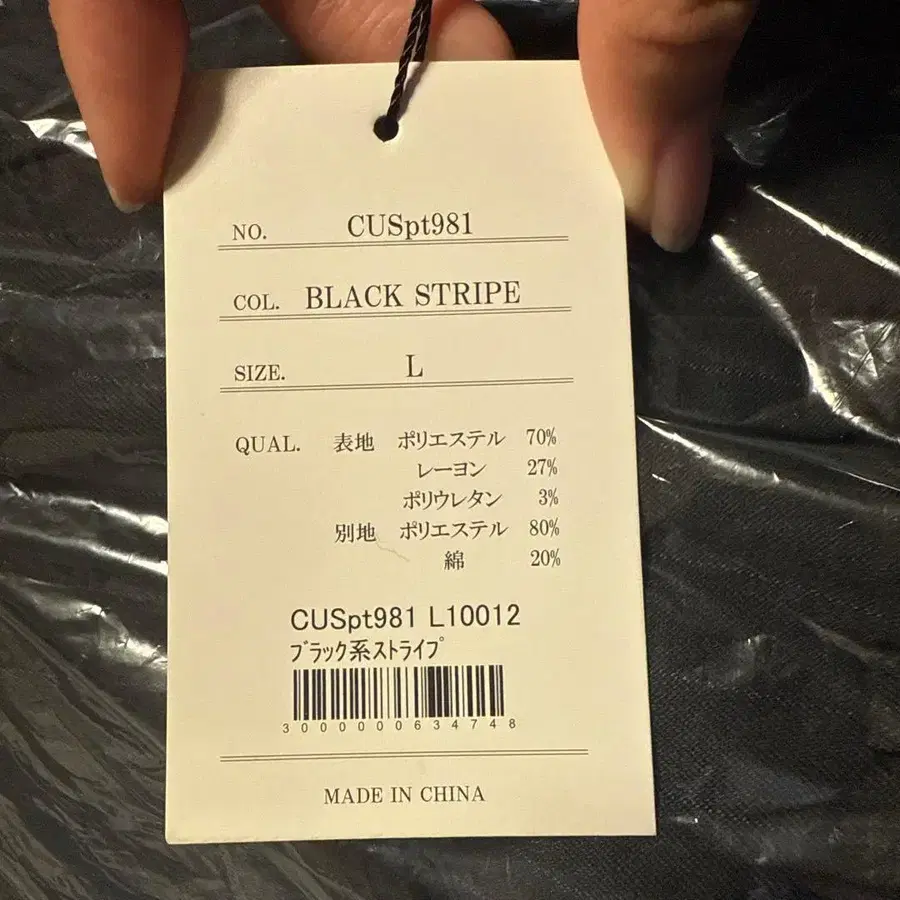 NO. CUSpt981
COL. BLACK STRIPE
SIZE. L
QUAL. 表地 ポリエステル 70%
レーヨン 27%
ポリウレタン 3%
別地 ポリエステル 80%
綿 20%
CUSpt981 L10012
ブラック系ストライプ
3000000634748
MADE IN CHINA